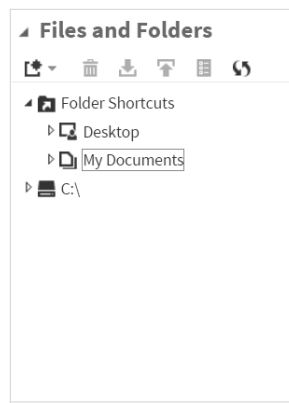 Files and Folders
Folder Shortcuts
Desktop
My Documents
C:\